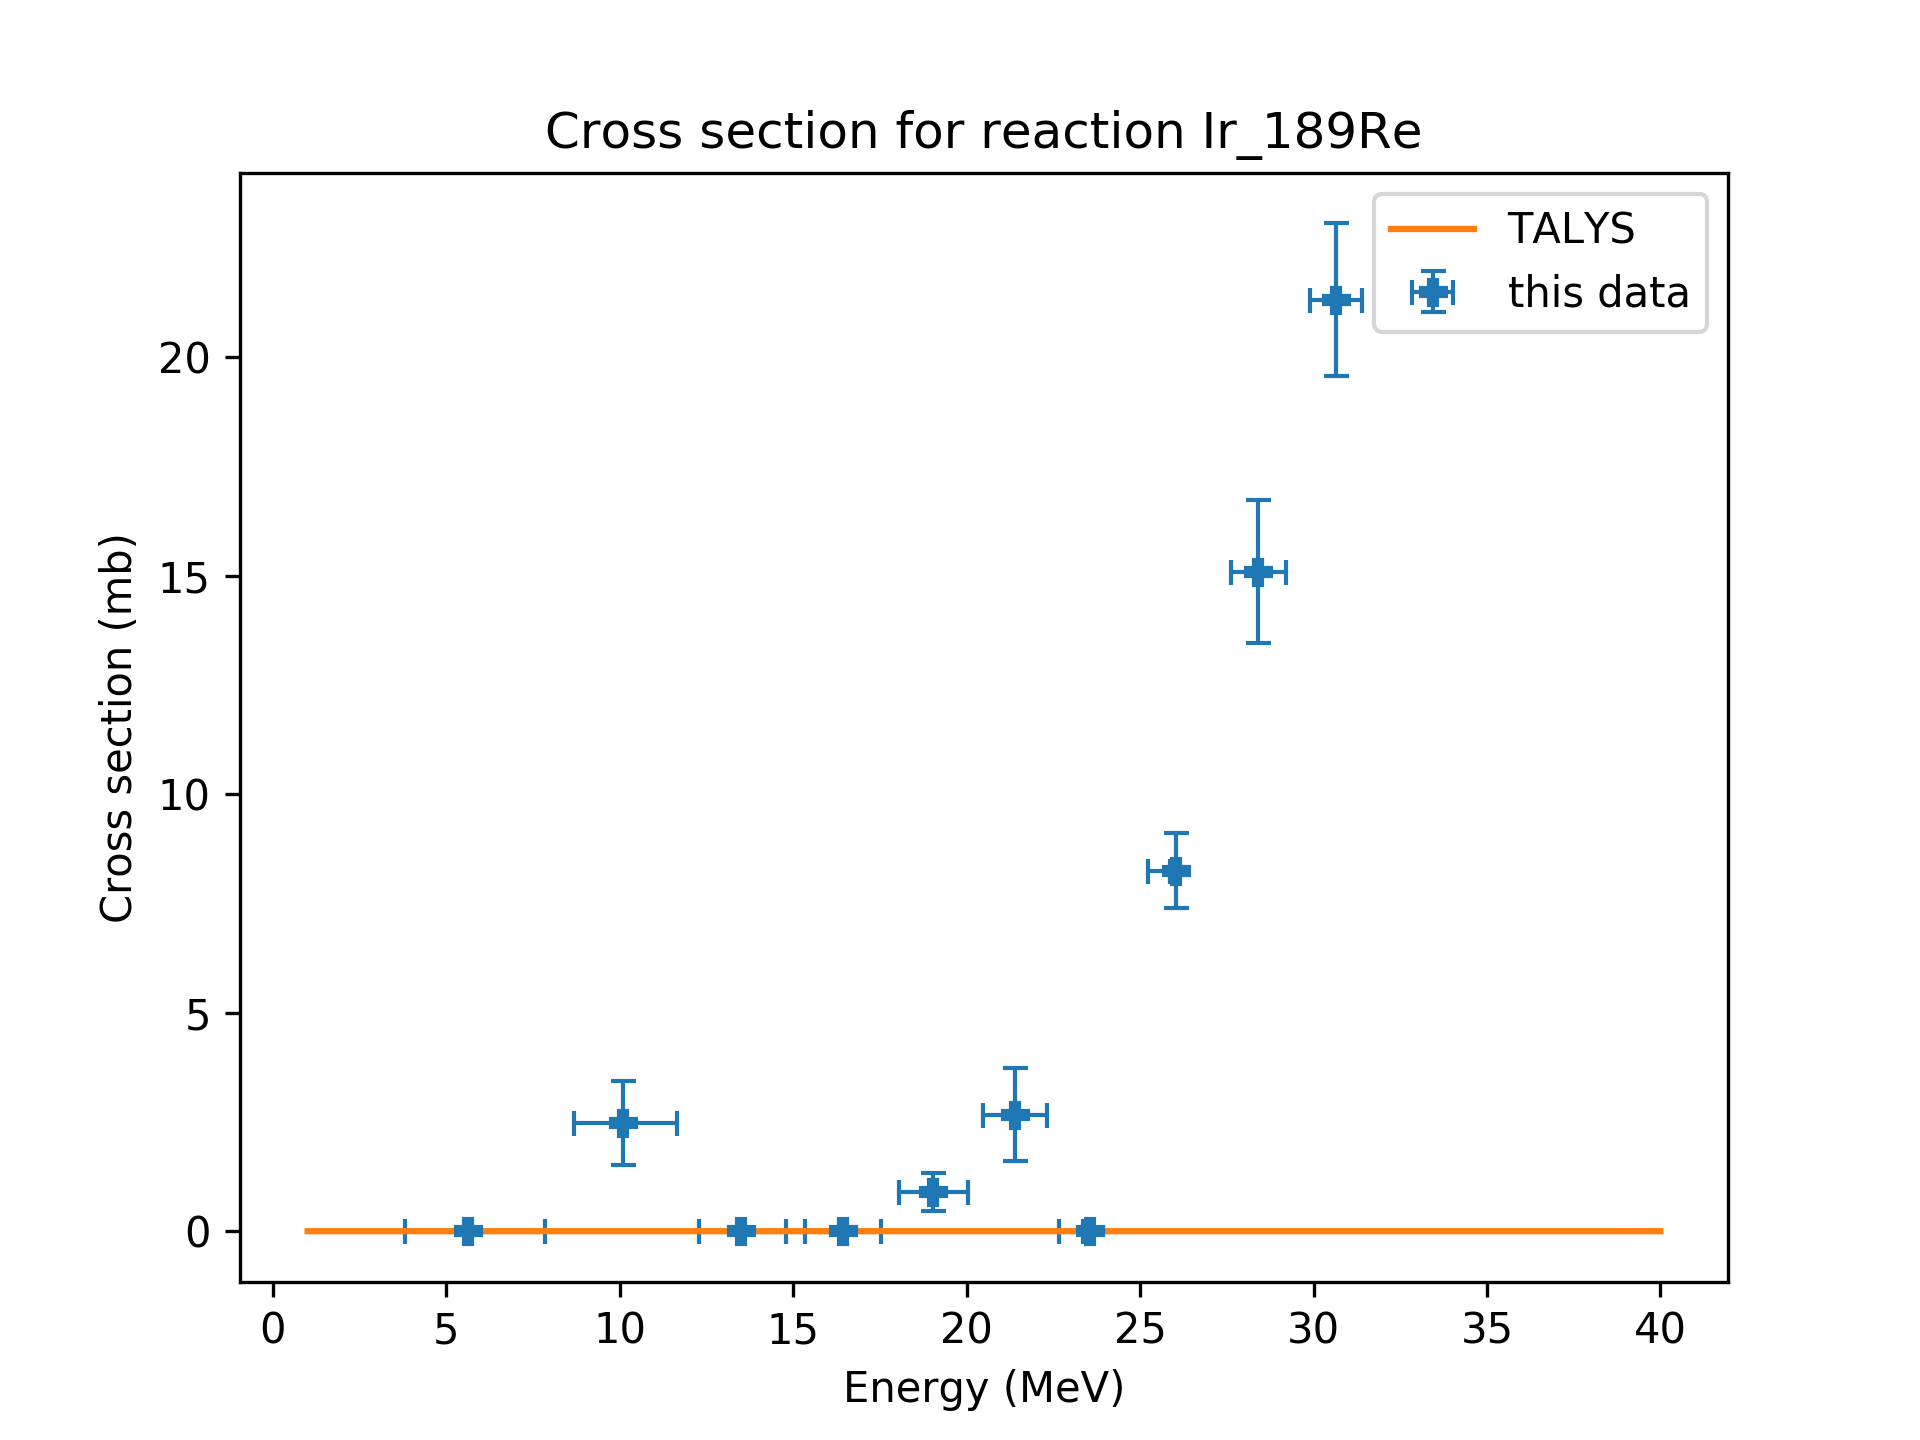 Cross section for reaction Ir_189Re
TALYS
this data
Cross section (mb)
20
15
10
5
0
0 5 10 15 20 25 30 35 40
Energy (MeV)